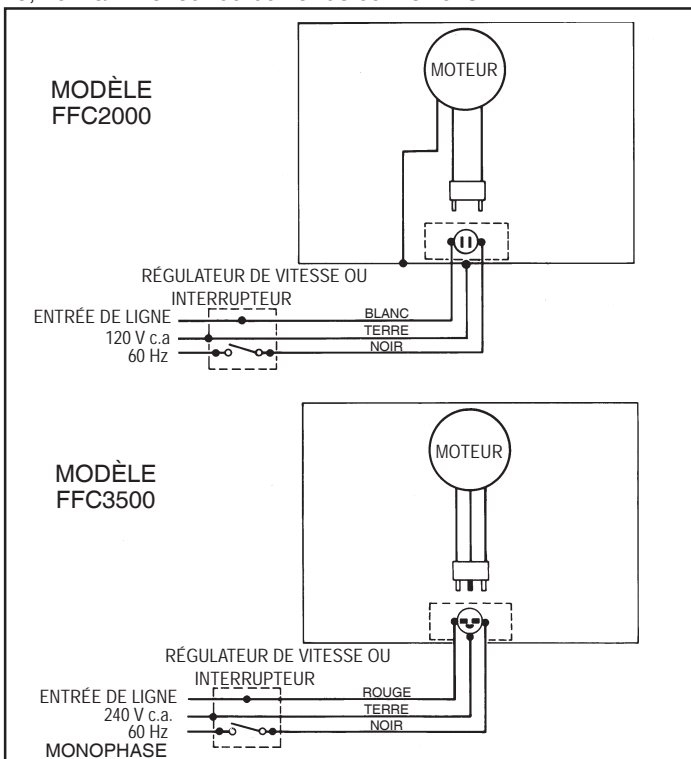 MODÈLE
FFC2000
MOTEUR
RÉGULATEUR DE VITESSE OU
INTERRUPTEUR
ENTRÉE DE LIGNE
120 V c.a
60 Hz
BLANC
TERRE
NOIR
MODÈLE
FFC3500
MOTEUR
RÉGULATEUR DE VITESSE OU
INTERRUPTEUR
ENTRÉE DE LIGNE
240 V c.a.
60 Hz
MONOPHASE
ROUGE
TERRE
NOIR